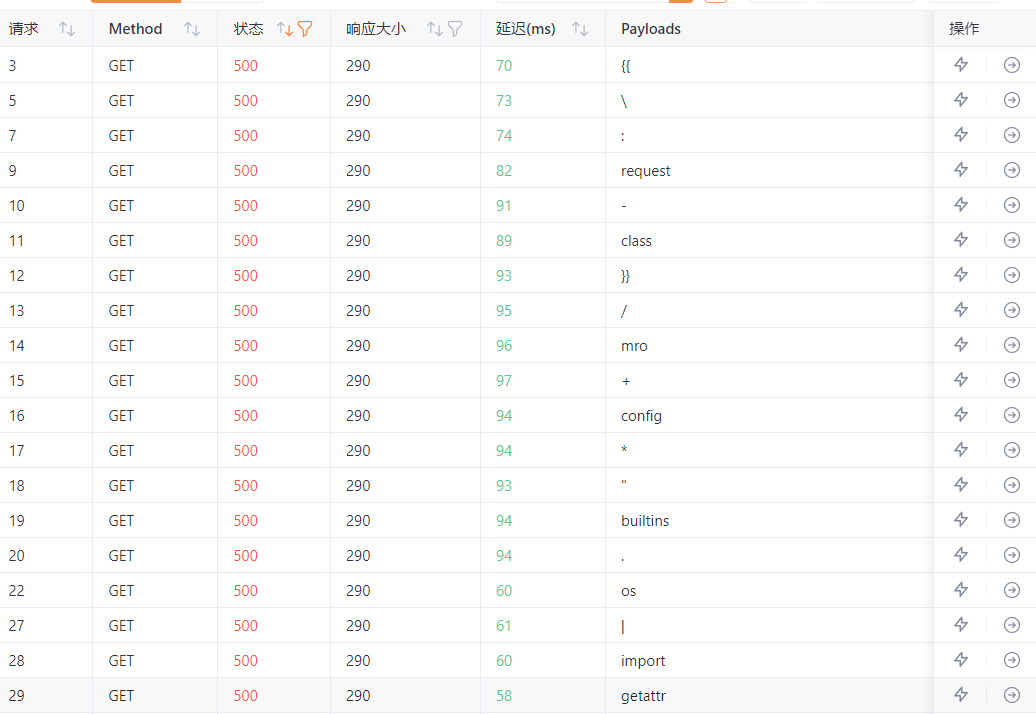 请求 Method 状态 响应大小 延迟(ms) Payloads 操作
3 GET 500 290 70 {{
5 GET 500 290 73 \
7 GET 500 290 74 :
9 GET 500 290 82 request
10 GET 500 290 91 -
11 GET 500 290 89 class
12 GET 500 290 93 }}
13 GET 500 290 95 /
14 GET 500 290 96 mro
15 GET 500 290 97 +
16 GET 500 290 94 config
17 GET 500 290 94 *
18 GET 500 290 93 "
19 GET 500 290 94 builtins
20 GET 500 290 94 .
22 GET 500 290 60 os
27 GET 500 290 61 |
28 GET 500 290 60 import
29 GET 500 290 58 getattr